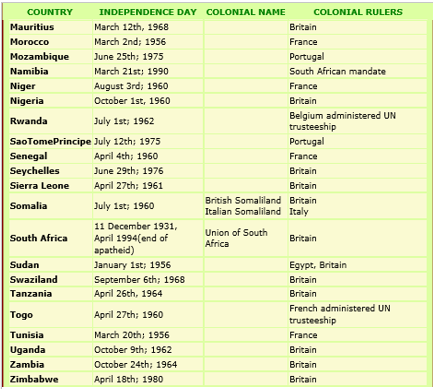 COUNTRY INDEPENDENCE DAY COLONIAL NAME COLONIAL RULERS
Mauritius March 12th, 1968 Britain
Morocco March 2nd; 1956 France
Mozambique June 25th; 1975 Portugal
Namibia March 21st; 1990 South African mandate
Niger August 3rd; 1960 France
Nigeria October 1st, 1960 Britain
Rwanda July 1st; 1962 Belgium administered UN
trusteeship
SaoTomePrincipe July 12th; 1975 Portugal
Senegal April 4th; 1960 France
Seychelles June 29th; 1976 Britain
Sierra Leone April 27th; 1961 Britain
Somalia July 1st; 1960 British Somaliland Britain
Italian Somaliland Italy
South Africa 11 December 1931,
April 1994(end of
apatheid) Union of South
Africa Britain
Sudan January 1st; 1956 Egypt, Britain
Swaziland September 6th; 1968 Britain
Tanzania April 26th, 1964 Britain
Togo April 27th; 1960 French administered UN
trusteeship
Tunisia March 20th; 1956 France
Uganda October 9th; 1962 Britain
Zambia October 24th; 1964 Britain
Zimbabwe April 18th; 1980 Britain